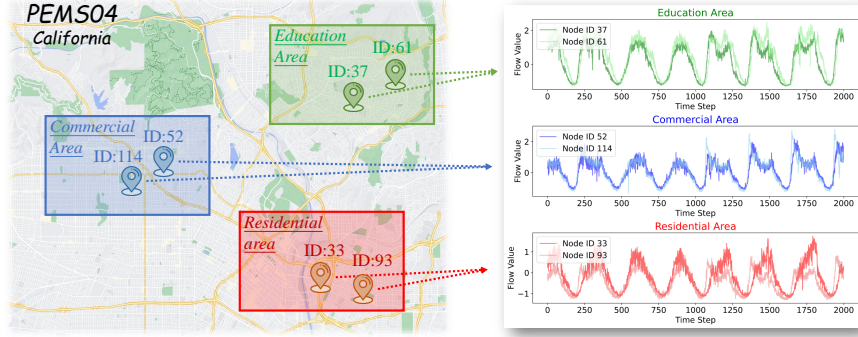 PEMS04
California
Education
Area
ID:61
ID:37
Commercial
Area
ID:52
ID:114
Residential
area
ID:33
ID:93
Education Area
Flow Value
2
0
Node ID 37
Node ID 61
0 250 500 750 1000 1250 1500 1750 2000
Time Step
Commercial Area
Flow Value
2
0
Node ID 52
Node ID 114
0 250 500 750 1000 1250 1500 1750 2000
Time Step
Residential Area
Flow Value
1
0
−1
Node ID 33
Node ID 93
0 250 500 750 1000 1250 1500 1750 2000
Time Step